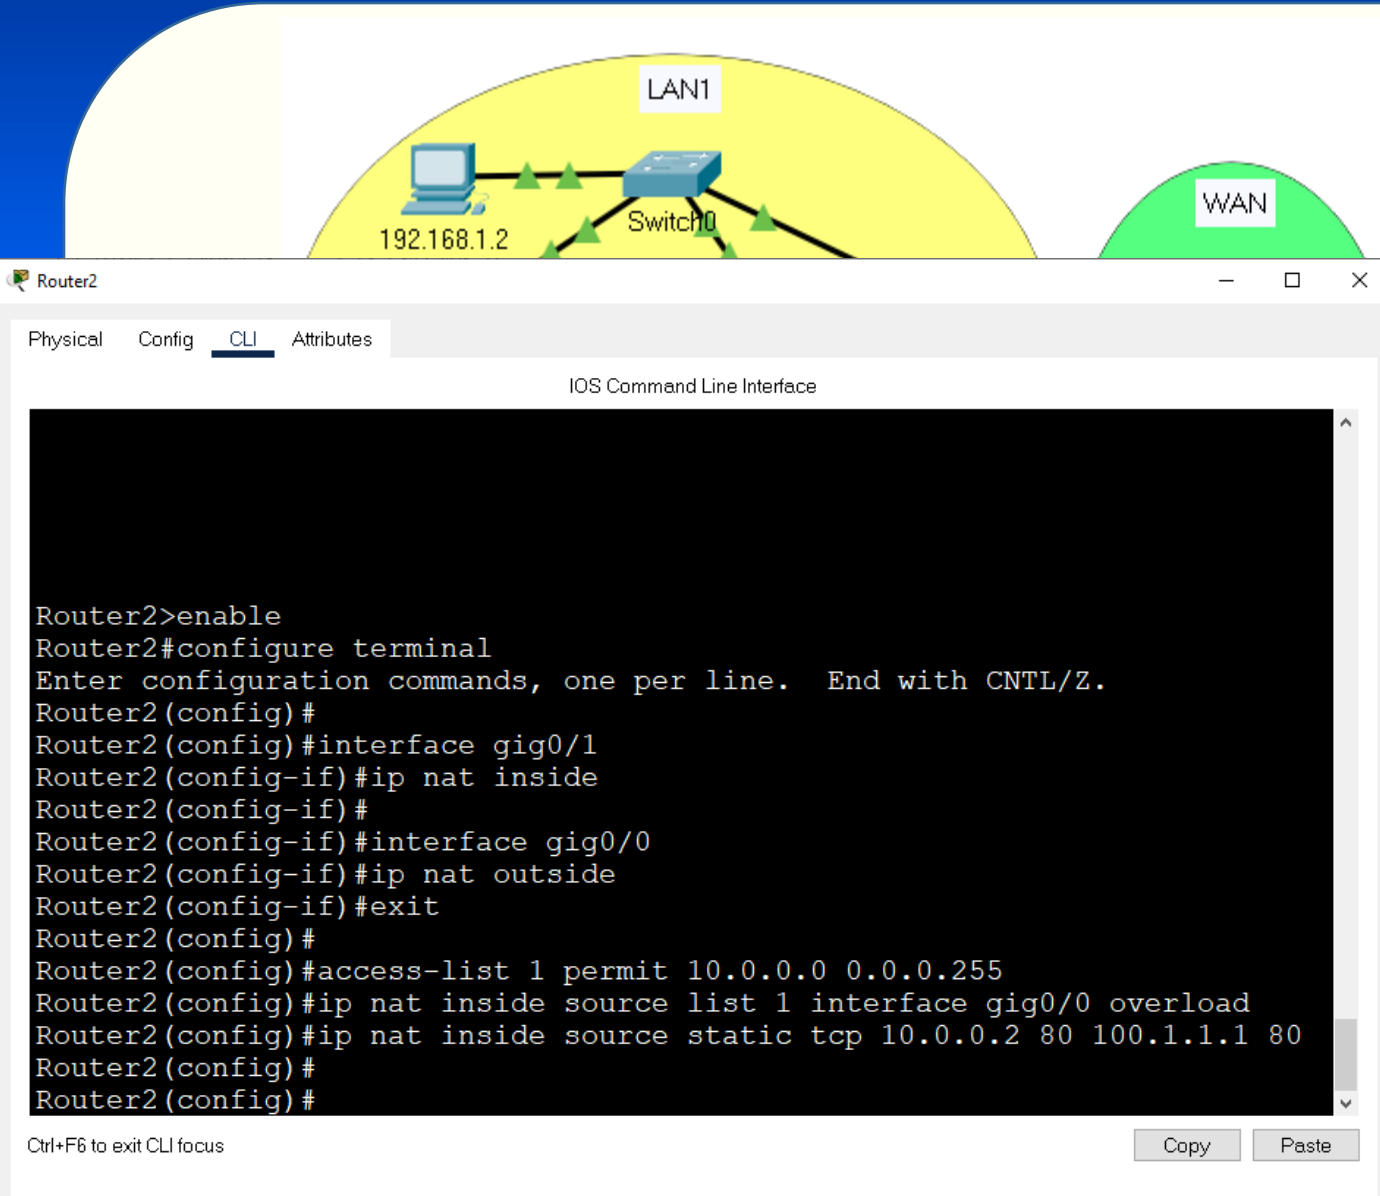 LAN1
WAN
Switch0
192.168.1.2
Router2
Physical Config CLI Attributes
IOS Command Line Interface
Router2>enable
Router2#configure terminal
Enter configuration commands, one per line.  End with CNTL/Z.
Router2(config)#
Router2(config)#interface gig0/1
Router2(config-if)#ip nat inside
Router2(config-if)#
Router2(config-if)#interface gig0/0
Router2(config-if)#ip nat outside
Router2(config-if)#exit
Router2(config)#
Router2(config)#access-list 1 permit 10.0.0.0 0.0.0.255
Router2(config)#ip nat inside source list 1 interface gig0/0 overload
Router2(config)#ip nat inside source static tcp 10.0.0.2 80 100.1.1.1 80
Router2(config)#
Router2(config)#
Ctrl+F6 to exit CLI focus
Copy Paste